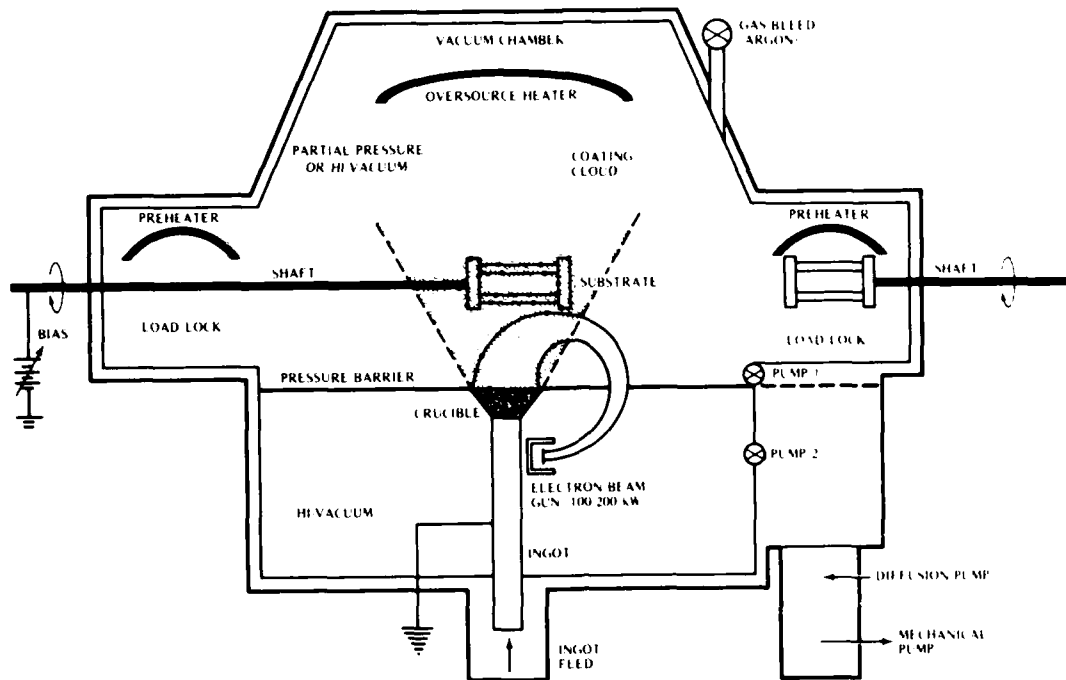 GAS BLEED
ARGON
VACUUM CHAMBER
OVERSOURCE HEATER
PARTIAL PRESSURE
OR HI-VACUUM
COATING
CLOUD
PREHEATER
PREHEATER
SHAFT
SUBSTRATE
SHAFT
BIAS
LOAD LOCK
LOAD LOCK
PRESSURE BARRIER
PUMP 1
CRUCIBLE
PUMP 2
ELECTRON BEAM
GUN 100-200 kW
HI-VACUUM
INGOT
DIFFUSION PUMP
MECHANICAL
PUMP
INGOT
FEED